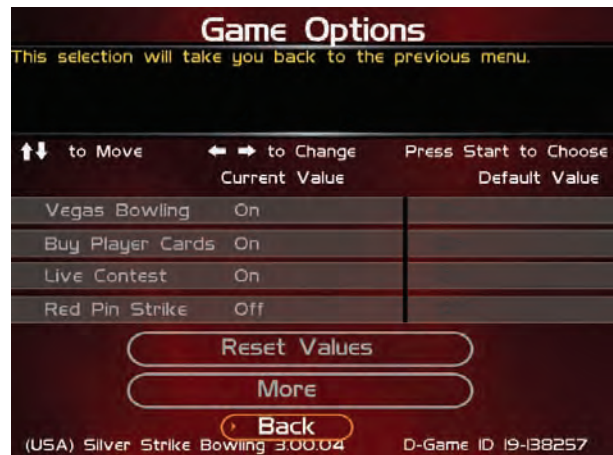 Game Options
This selection will take you back to the previous menu.
to Move to Change Press Start to Choose
Current Value Default Value
Vegas Bowling On
Buy Player Cards On
Live Contest On
Red Pin Strike Off
Reset Values
More
Back
(USA) Silver Strike Bowling 3.00.04 D-Game ID 19-138257